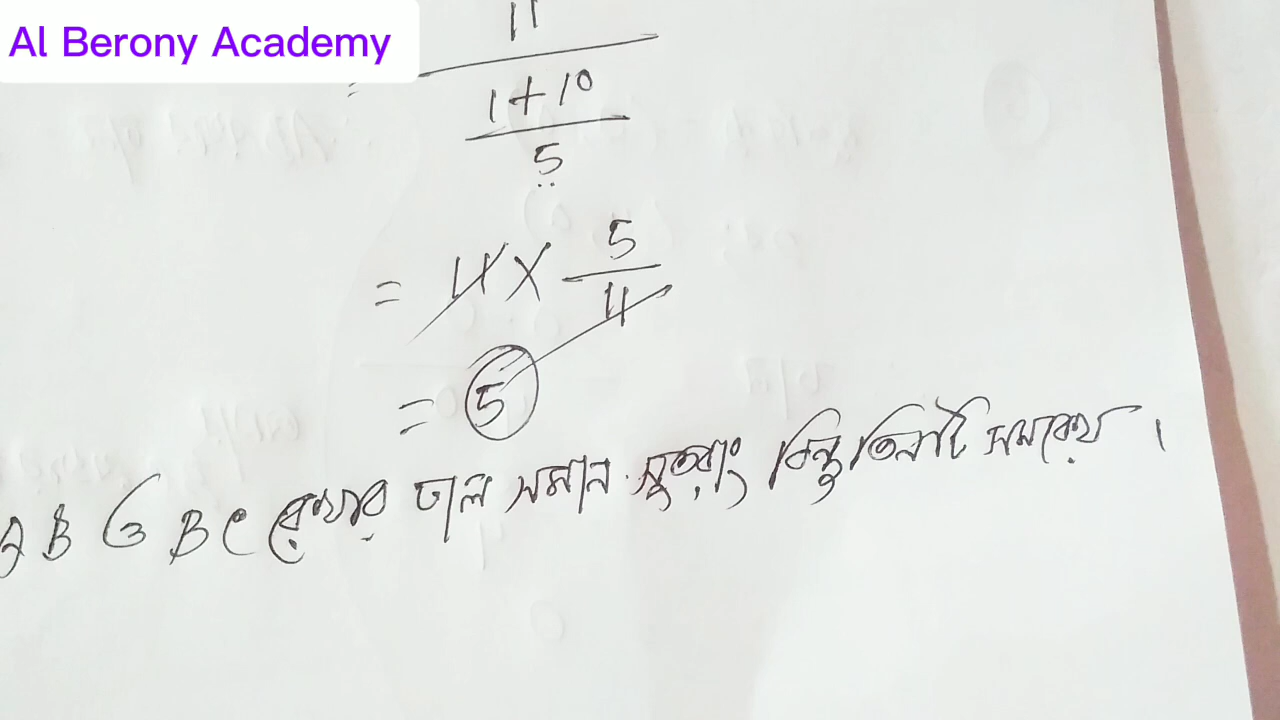 Al Berony Academy
11
1+10
5
= 11 × 5
11
= 5
AB ও BC রেখার ঢাল সমান সুতরাং বিন্দু তিনটি সমরেখ ।